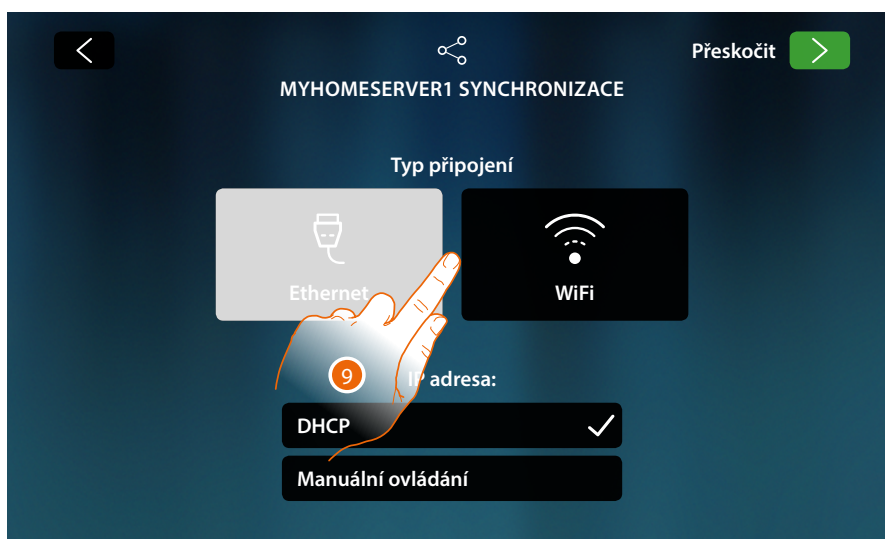 Přeskočit
MYHOMESERVER1 SYNCHRONIZACE
Typ připojení
Ethernet
WiFi
9
IP adresa:
DHCP
Manuální ovládání